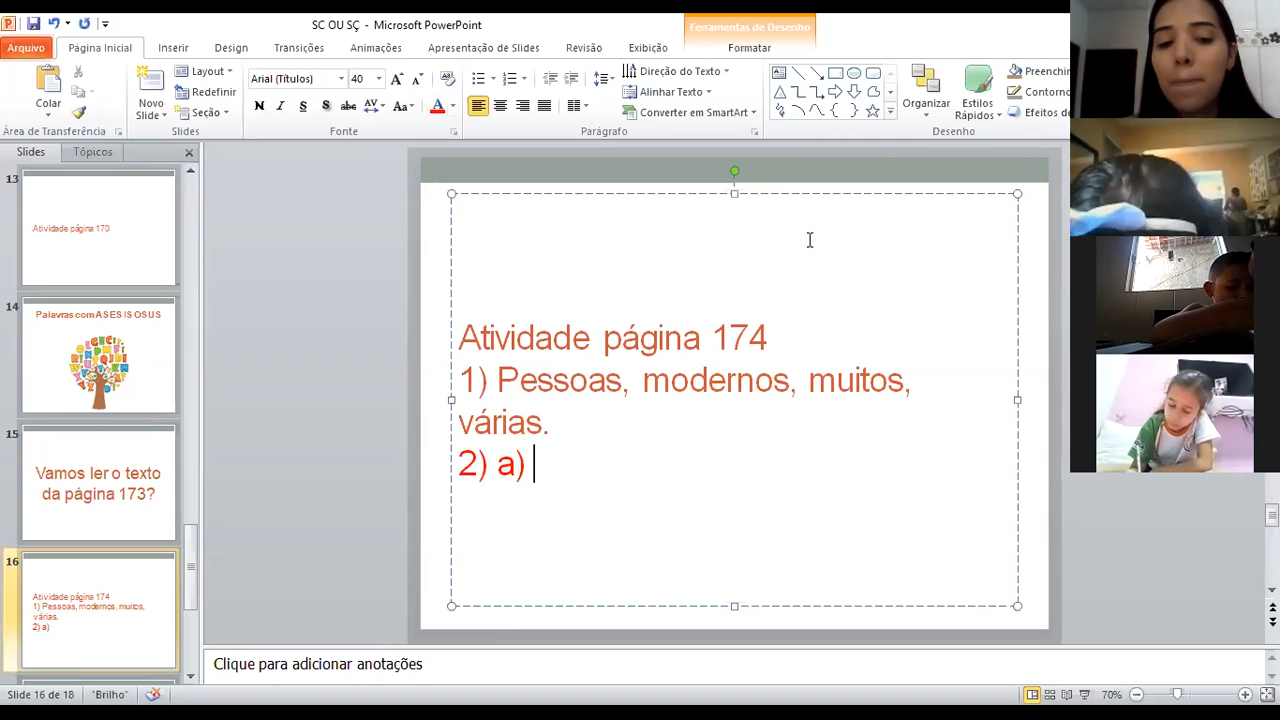 SC OU SÇ - Microsoft PowerPoint
Ferramentas de Desenho
Arquivo
Página Inicial
Inserir
Design
Transições
Animações
Apresentação de Slides
Revisão
Exibição
Formatar
Colar
Novo
Slide
Layout
Redefinir
Seção
Arial (Títulos)
40
Direção do Texto
Alinhar Texto
Converter em SmartArt
Organizar
Estilos
Rápidos
Preenchi
Contorno
Efeitos de
Área de Transferência
Slides
Fonte
Parágrafo
Desenho
Slides
Tópicos
13
Atividade página 170
14
Palavras com AS ES IS OS US
15
Vamos ler o texto
da página 173?
16
Atividade página 174
1) Pessoas, modernos, muitos,
várias.
2) a)
Atividade página 174
1) Pessoas, modernos, muitos,
várias.
2) a)
Clique para adicionar anotações
Slide 16 de 18
"Brilho"
70%